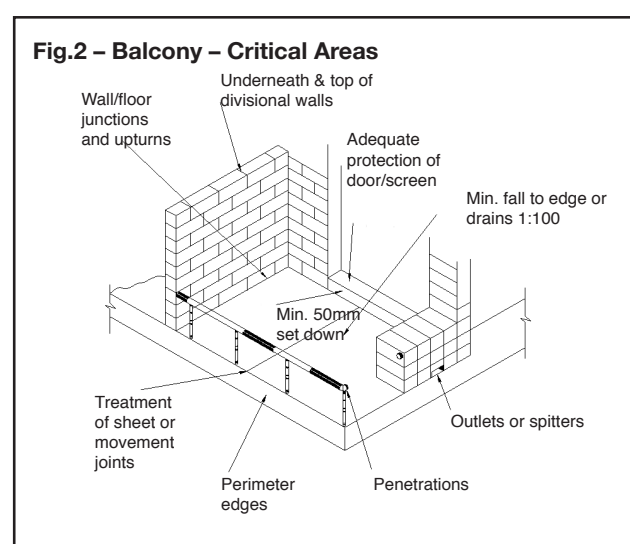 Fig.2 – Balcony – Critical Areas
Underneath & top of
divisional walls
Wall/floor
junctions
and upturns
Adequate
protection of
door/screen
Min. fall to edge or
drains 1:100
Min. 50mm
set down
Treatment
of sheet or
movement
joints
Outlets or spitters
Perimeter
edges
Penetrations